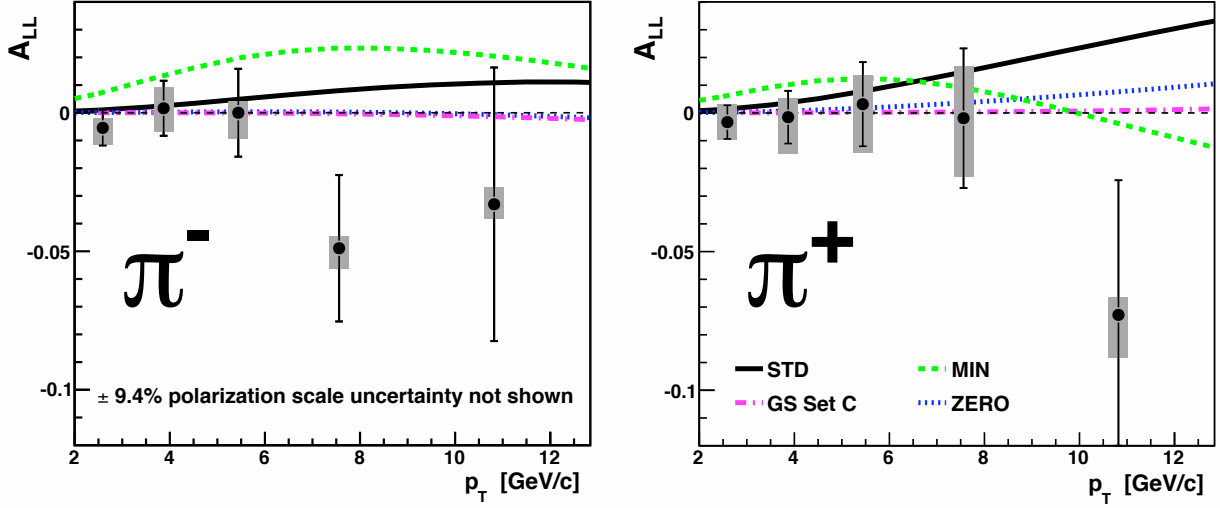 A_LL
0
-0.05
-0.1
π-
± 9.4% polarization scale uncertainty not shown
2 4 6 8 10 12
p_T [GeV/c]
A_LL
0
-0.05
-0.1
π+
STD
MIN
GS Set C
ZERO
2 4 6 8 10 12
p_T [GeV/c]